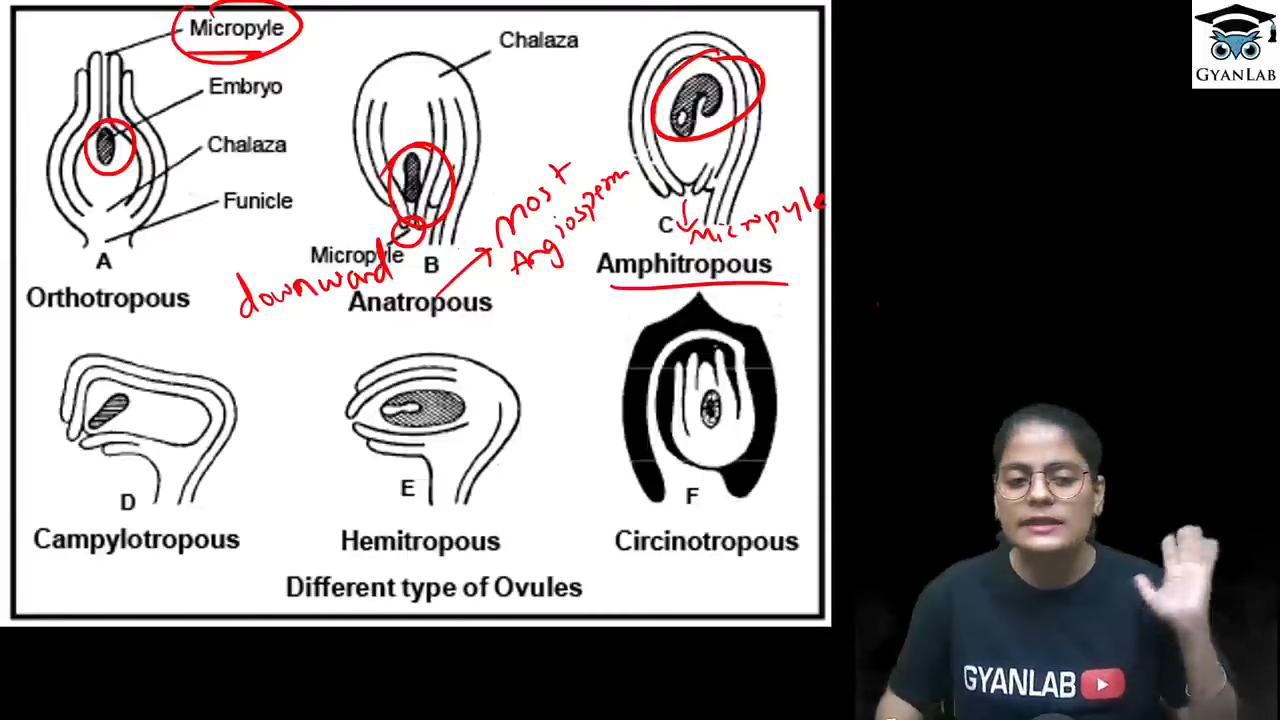 Micropyle
Embryo
Chalaza
Funicle
A
Orthotropous
Chalaza
Micropyle
B
Anatropous
downward
most
Angiosperm
C
Micropyle
Amphitropous
D
Campylotropous
E
Hemitropous
F
Circinotropous
Different type of Ovules
GYANLAB
GYANLAB